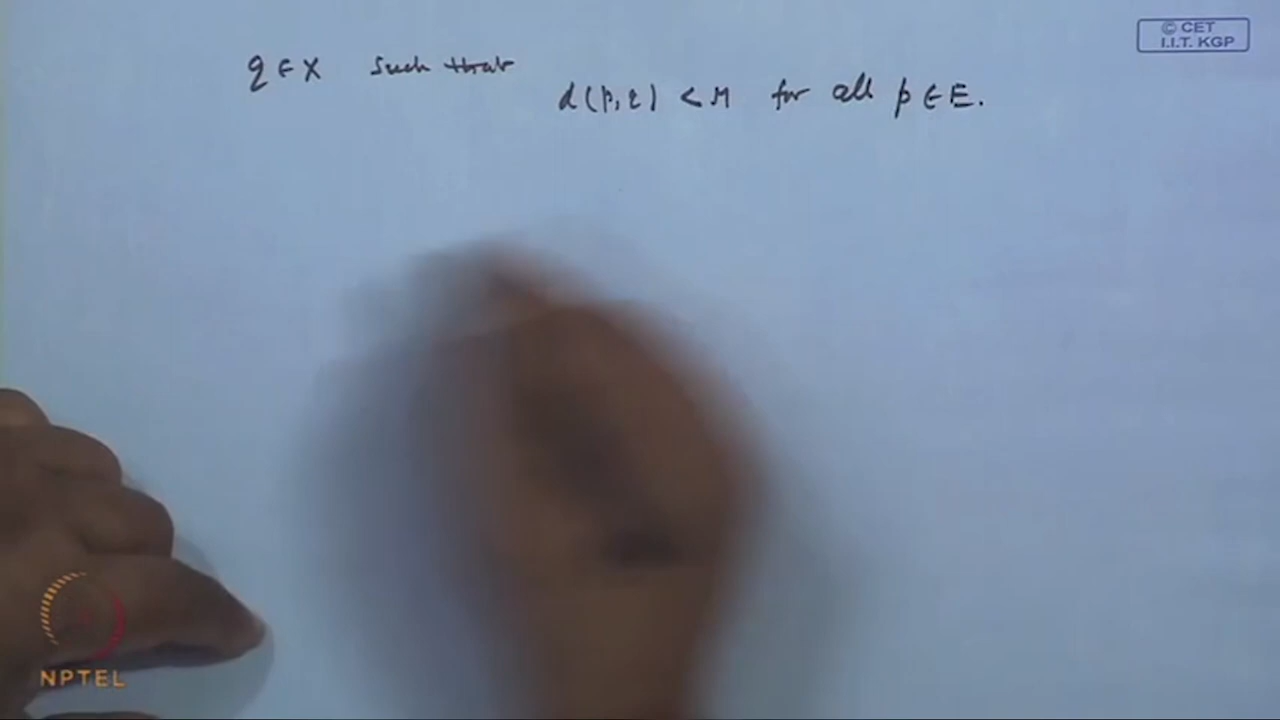 © CET
I.I.T. KGP
q ∈ X such that
d(p, q) < M for all p ∈ E.
NPTEL